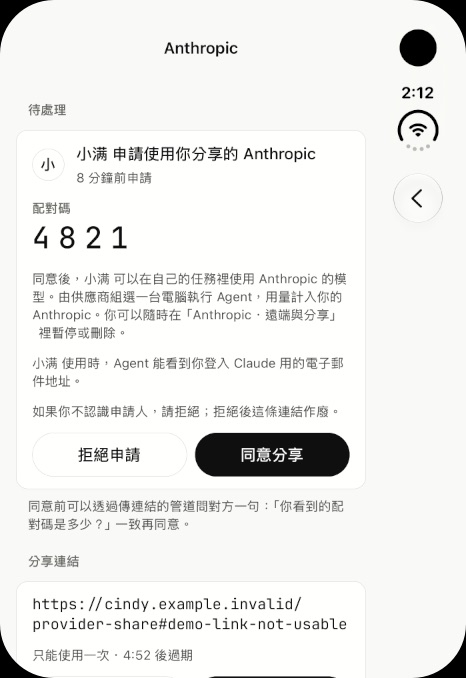 Anthropic
2:12
待處理
小
小满 申請使用你分享的 Anthropic
8 分鐘前申請
配對碼
4821
同意後，小满 可以在自己的任務裡使用 Anthropic 的模
型。由供應商組選一台電腦執行 Agent，用量計入你的
Anthropic。你可以隨時在「Anthropic · 遠端與分享」
裡暫停或刪除。
小满 使用時，Agent 能看到你登入 Claude 用的電子郵
件地址。
如果你不認識申請人，請拒絕；拒絕後這條連結作廢。
拒絕申請
同意分享
同意前可以透過傳連結的管道問對方一句：「你看到的配
對碼是多少？」一致再同意。
分享連結
https://cindy.example.invalid/
provider-share#demo-link-not-usable
只能使用一次 · 4:52 後過期